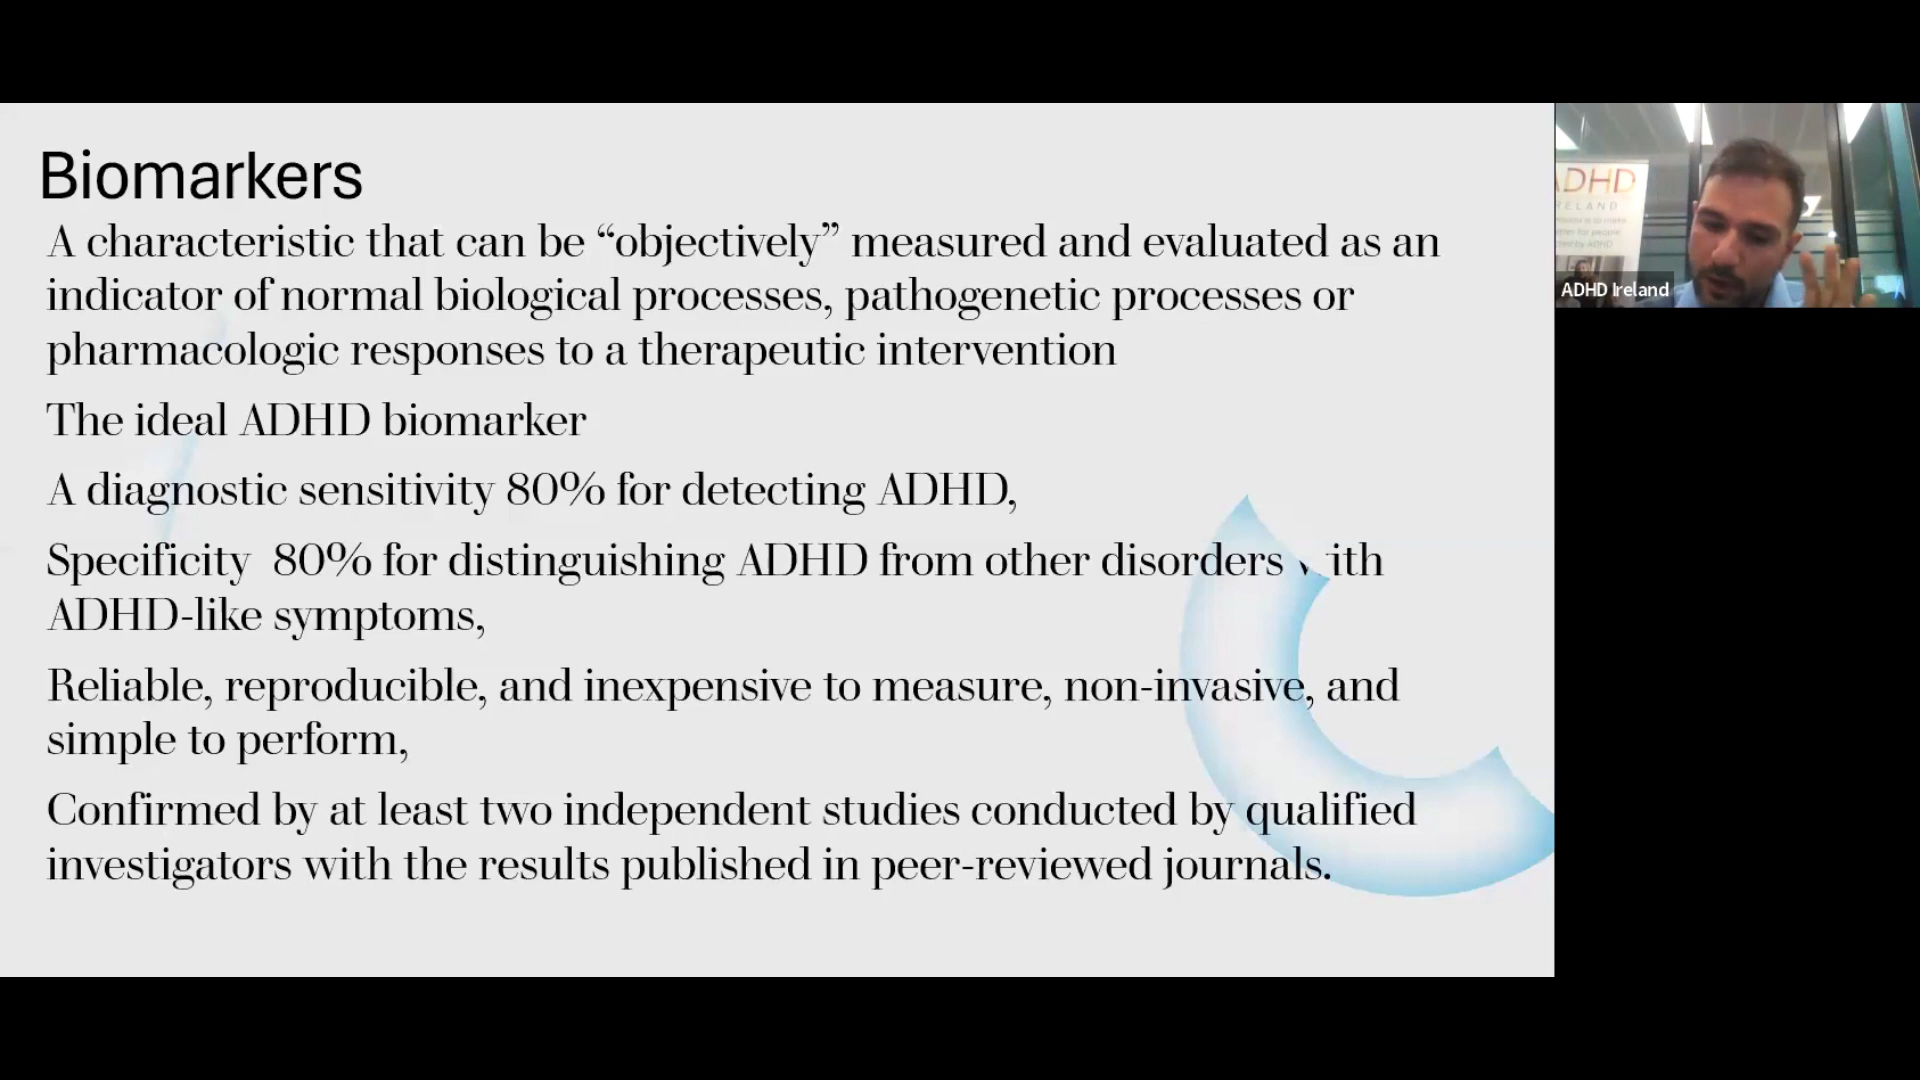 Biomarkers
A characteristic that can be “objectively” measured and evaluated as an
indicator of normal biological processes, pathogenetic processes or
pharmacologic responses to a therapeutic intervention
The ideal ADHD biomarker
A diagnostic sensitivity 80% for detecting ADHD,
Specificity 80% for distinguishing ADHD from other disorders with
ADHD-like symptoms,
Reliable, reproducible, and inexpensive to measure, non-invasive, and
simple to perform,
Confirmed by at least two independent studies conducted by qualified
investigators with the results published in peer-reviewed journals.
ADHD
IRELAND
by ADHD
ADHD Ireland